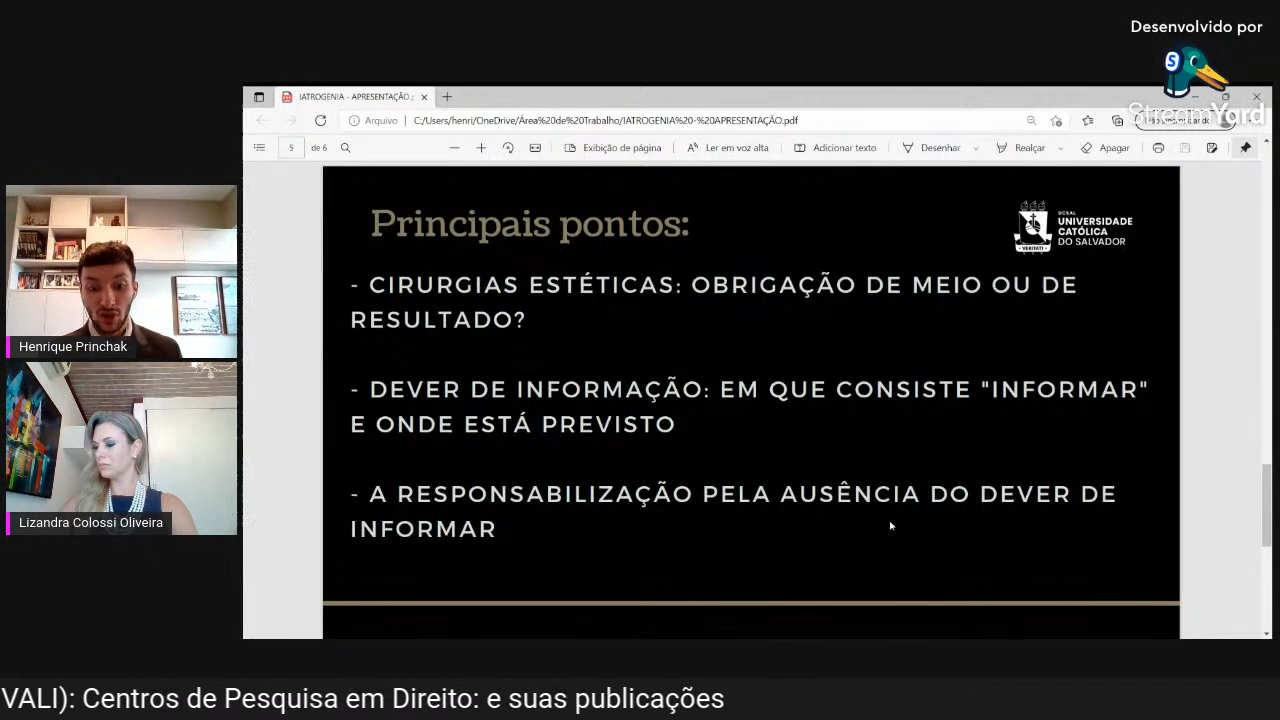 Desenvolvido por
StreamYard
IATROGENIA - APRESENTAÇÃO.p
Arquivo
C:/Users/henri/OneDrive/Área%20de%20Trabalho/IATROGENIA%20-%20APRESENTAÇÃO.pdf
5 de 6
Exibição de página
Ler em voz alta
Adicionar texto
Desenhar
Realçar
Apagar
Principais pontos:
UCSAL
UNIVERSIDADE
CATÓLICA
DO SALVADOR
VERITATI
- CIRURGIAS ESTÉTICAS: OBRIGAÇÃO DE MEIO OU DE
RESULTADO?
- DEVER DE INFORMAÇÃO: EM QUE CONSISTE "INFORMAR"
E ONDE ESTÁ PREVISTO
- A RESPONSABILIZAÇÃO PELA AUSÊNCIA DO DEVER DE
INFORMAR
Henrique Princhak
Lizandra Colossi Oliveira
VALI): Centros de Pesquisa em Direito: e suas publicações